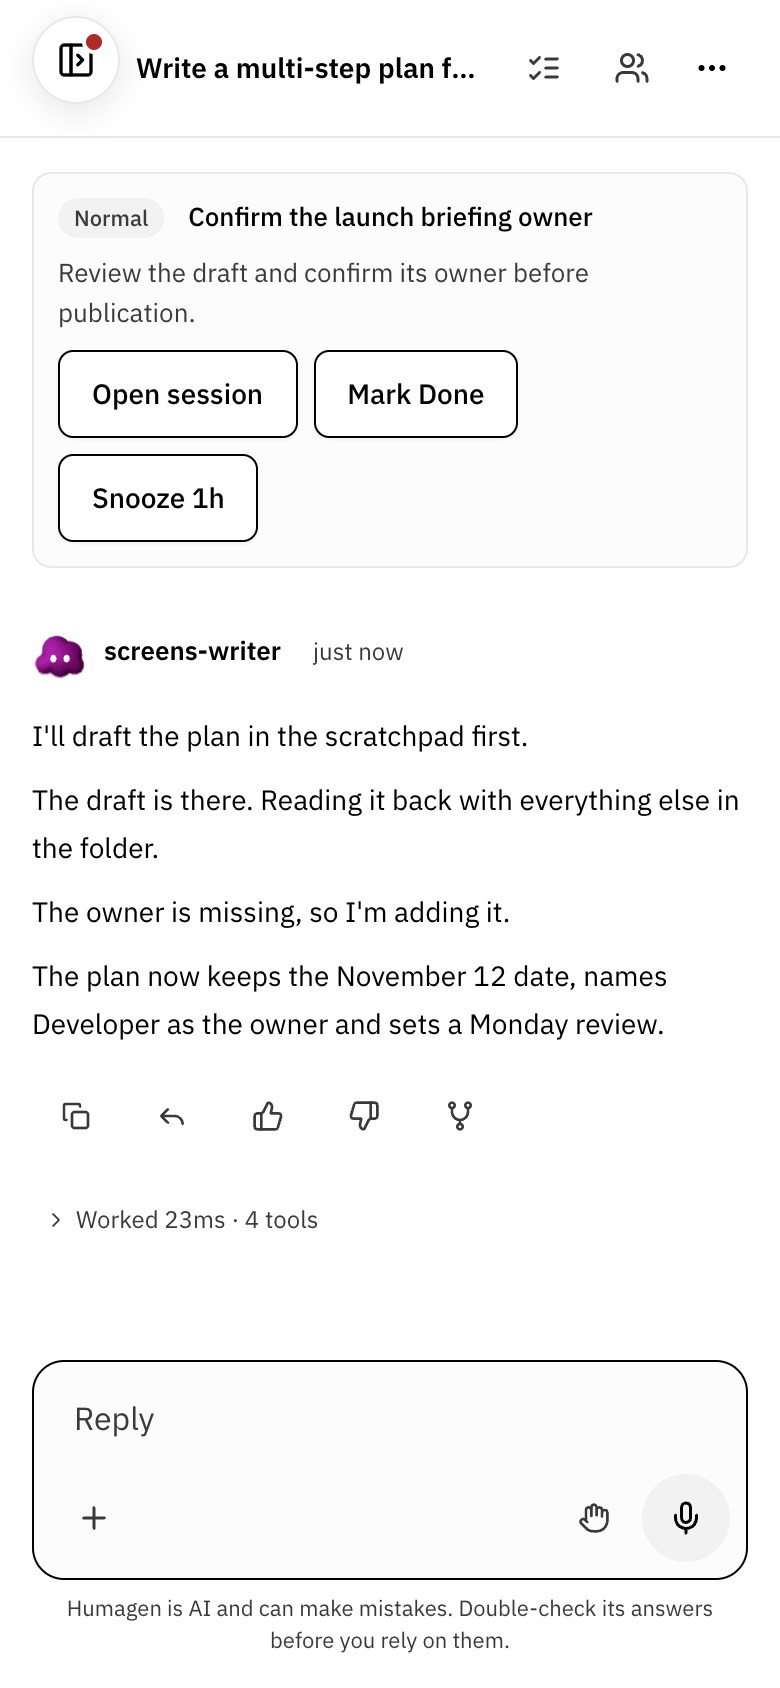 Write a multi-step plan f...
Normal Confirm the launch briefing owner
Review the draft and confirm its owner before
publication.
Open session Mark Done
Snooze 1h
screens-writer just now
I'll draft the plan in the scratchpad first.
The draft is there. Reading it back with everything else in
the folder.
The owner is missing, so I'm adding it.
The plan now keeps the November 12 date, names
Developer as the owner and sets a Monday review.
Worked 23ms · 4 tools
Reply
Humagen is AI and can make mistakes. Double-check its answers
before you rely on them.